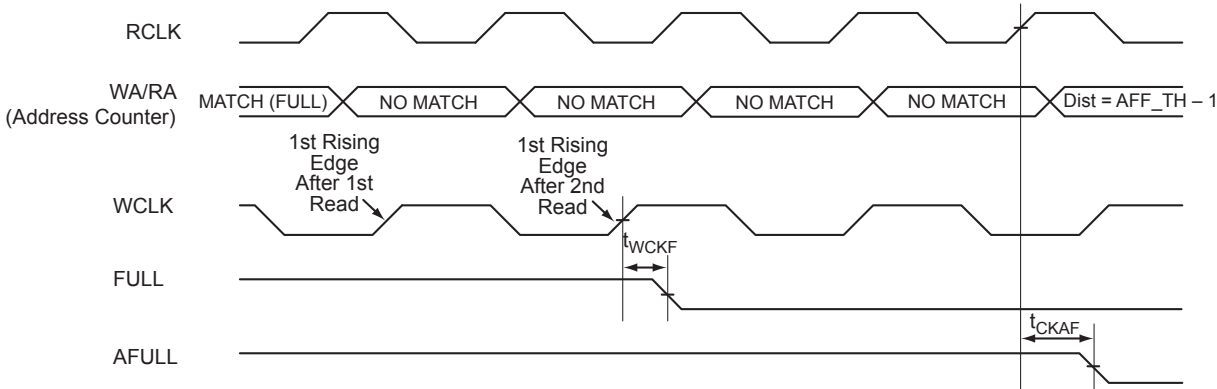 RCLK
WA/RA
(Address Counter)
MATCH (FULL)
NO MATCH
NO MATCH
NO MATCH
NO MATCH
Dist = AFF_TH – 1
1st Rising
Edge
After 1st
Read
1st Rising
Edge
After 2nd
Read
WCLK
tWCKF
FULL
tCKAF
AFULL